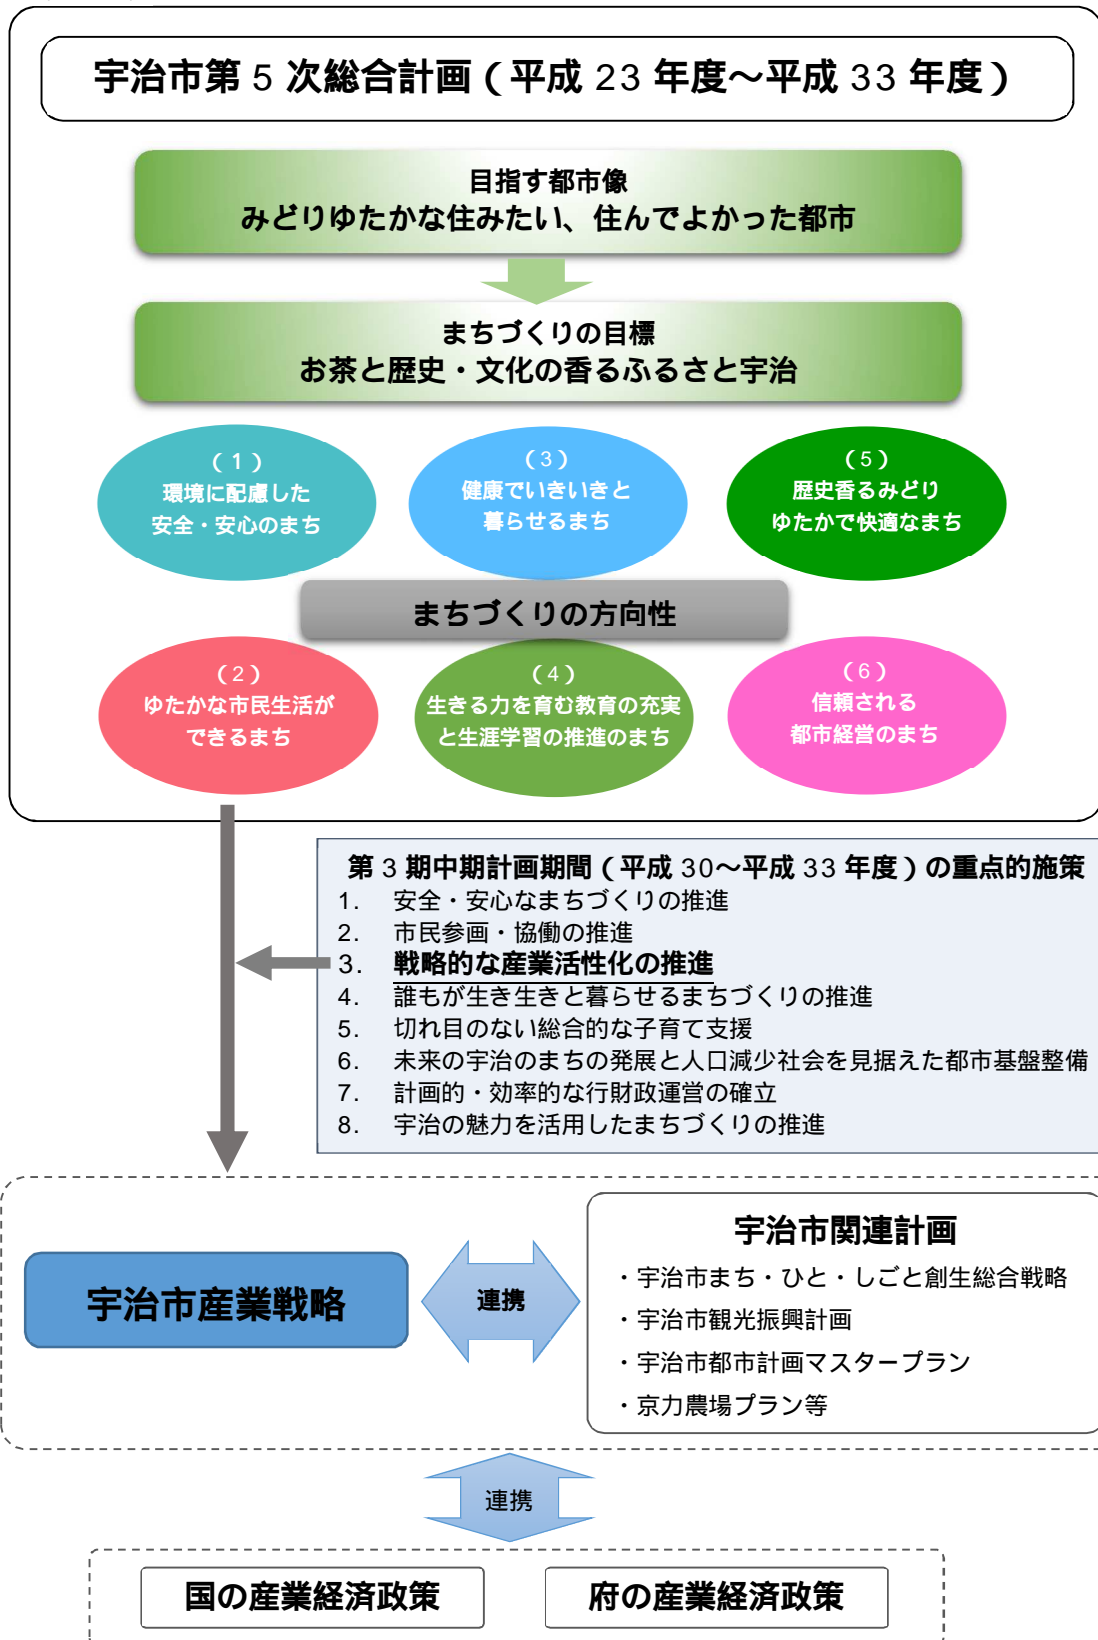 宇治市第 5 次総合計画（平成 23 年度～平成 33 年度）
目指す都市像
みどりゆたかな住みたい、住んでよかった都市
まちづくりの目標
お茶と歴史・文化の香るふるさと宇治
（1）
環境に配慮した
安全・安心のまち
（3）
健康でいきいきと
暮らせるまち
（5）
歴史香るみどり
ゆたかで快適なまち
まちづくりの方向性
（2）
ゆたかな市民生活が
できるまち
（4）
生きる力を育む教育の充実
と生涯学習の推進のまち
（6）
信頼される
都市経営のまち
第 3 期中期計画期間（平成 30～平成 33 年度）の重点的施策
1. 安全・安心なまちづくりの推進
2. 市民参画・協働の推進
3. 戦略的な産業活性化の推進
4. 誰もが生き生きと暮らせるまちづくりの推進
5. 切れ目のない総合的な子育て支援
6. 未来の宇治のまちの発展と人口減少社会を見据えた都市基盤整備
7. 計画的・効率的な行財政運営の確立
8. 宇治の魅力を活用したまちづくりの推進
宇治市産業戦略
連携
宇治市関連計画
・宇治市まち・ひと・しごと創生総合戦略
・宇治市観光振興計画
・宇治市都市計画マスタープラン
・京力農場プラン等
連携
国の産業経済政策
府の産業経済政策